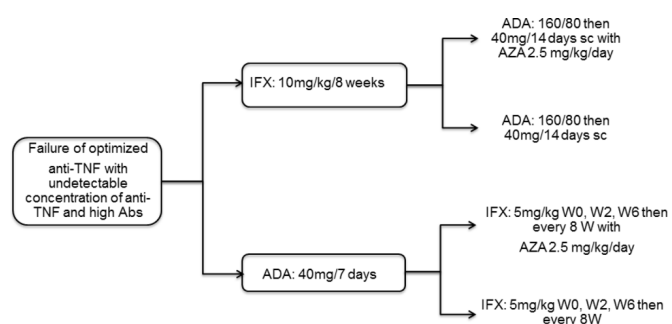 Failure of optimized
anti-TNF with
undetectable
concentration of anti-
TNF and high Abs
IFX: 10mg/kg/8 weeks
ADA: 160/80 then
40mg/14 days sc with
AZA 2.5 mg/kg/day
ADA: 160/80 then
40mg/14 days sc
ADA: 40mg/7 days
IFX: 5mg/kg W0, W2, W6 then
every 8 W with
AZA 2.5 mg/kg/day
IFX: 5mg/kg W0, W2, W6 then
every 8W